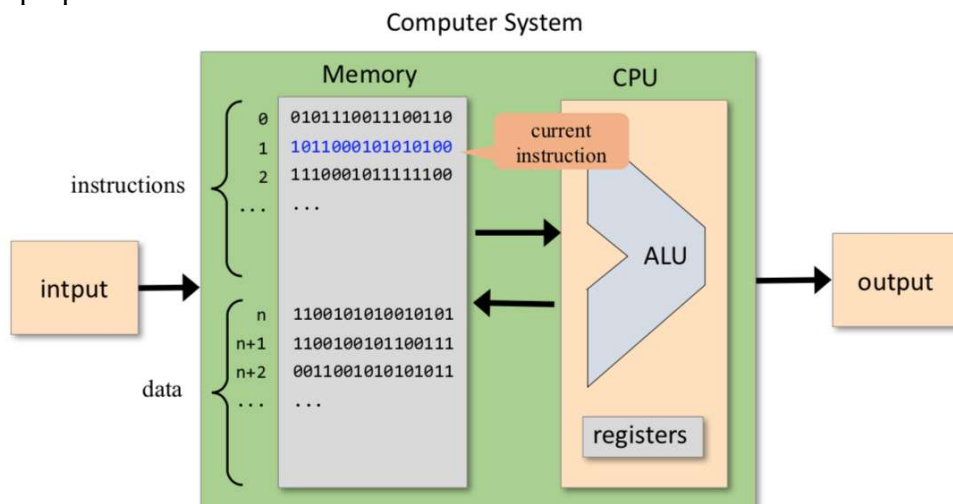 Computer System
Memory
CPU
0 0101110011100110
1 1011000101010100
2 1110001011111100
... ...
current
instruction
instructions
ALU
intput
output
n 1100101010010101
n+1 1100100101100111
n+2 0011001010101011
... ...
data
registers